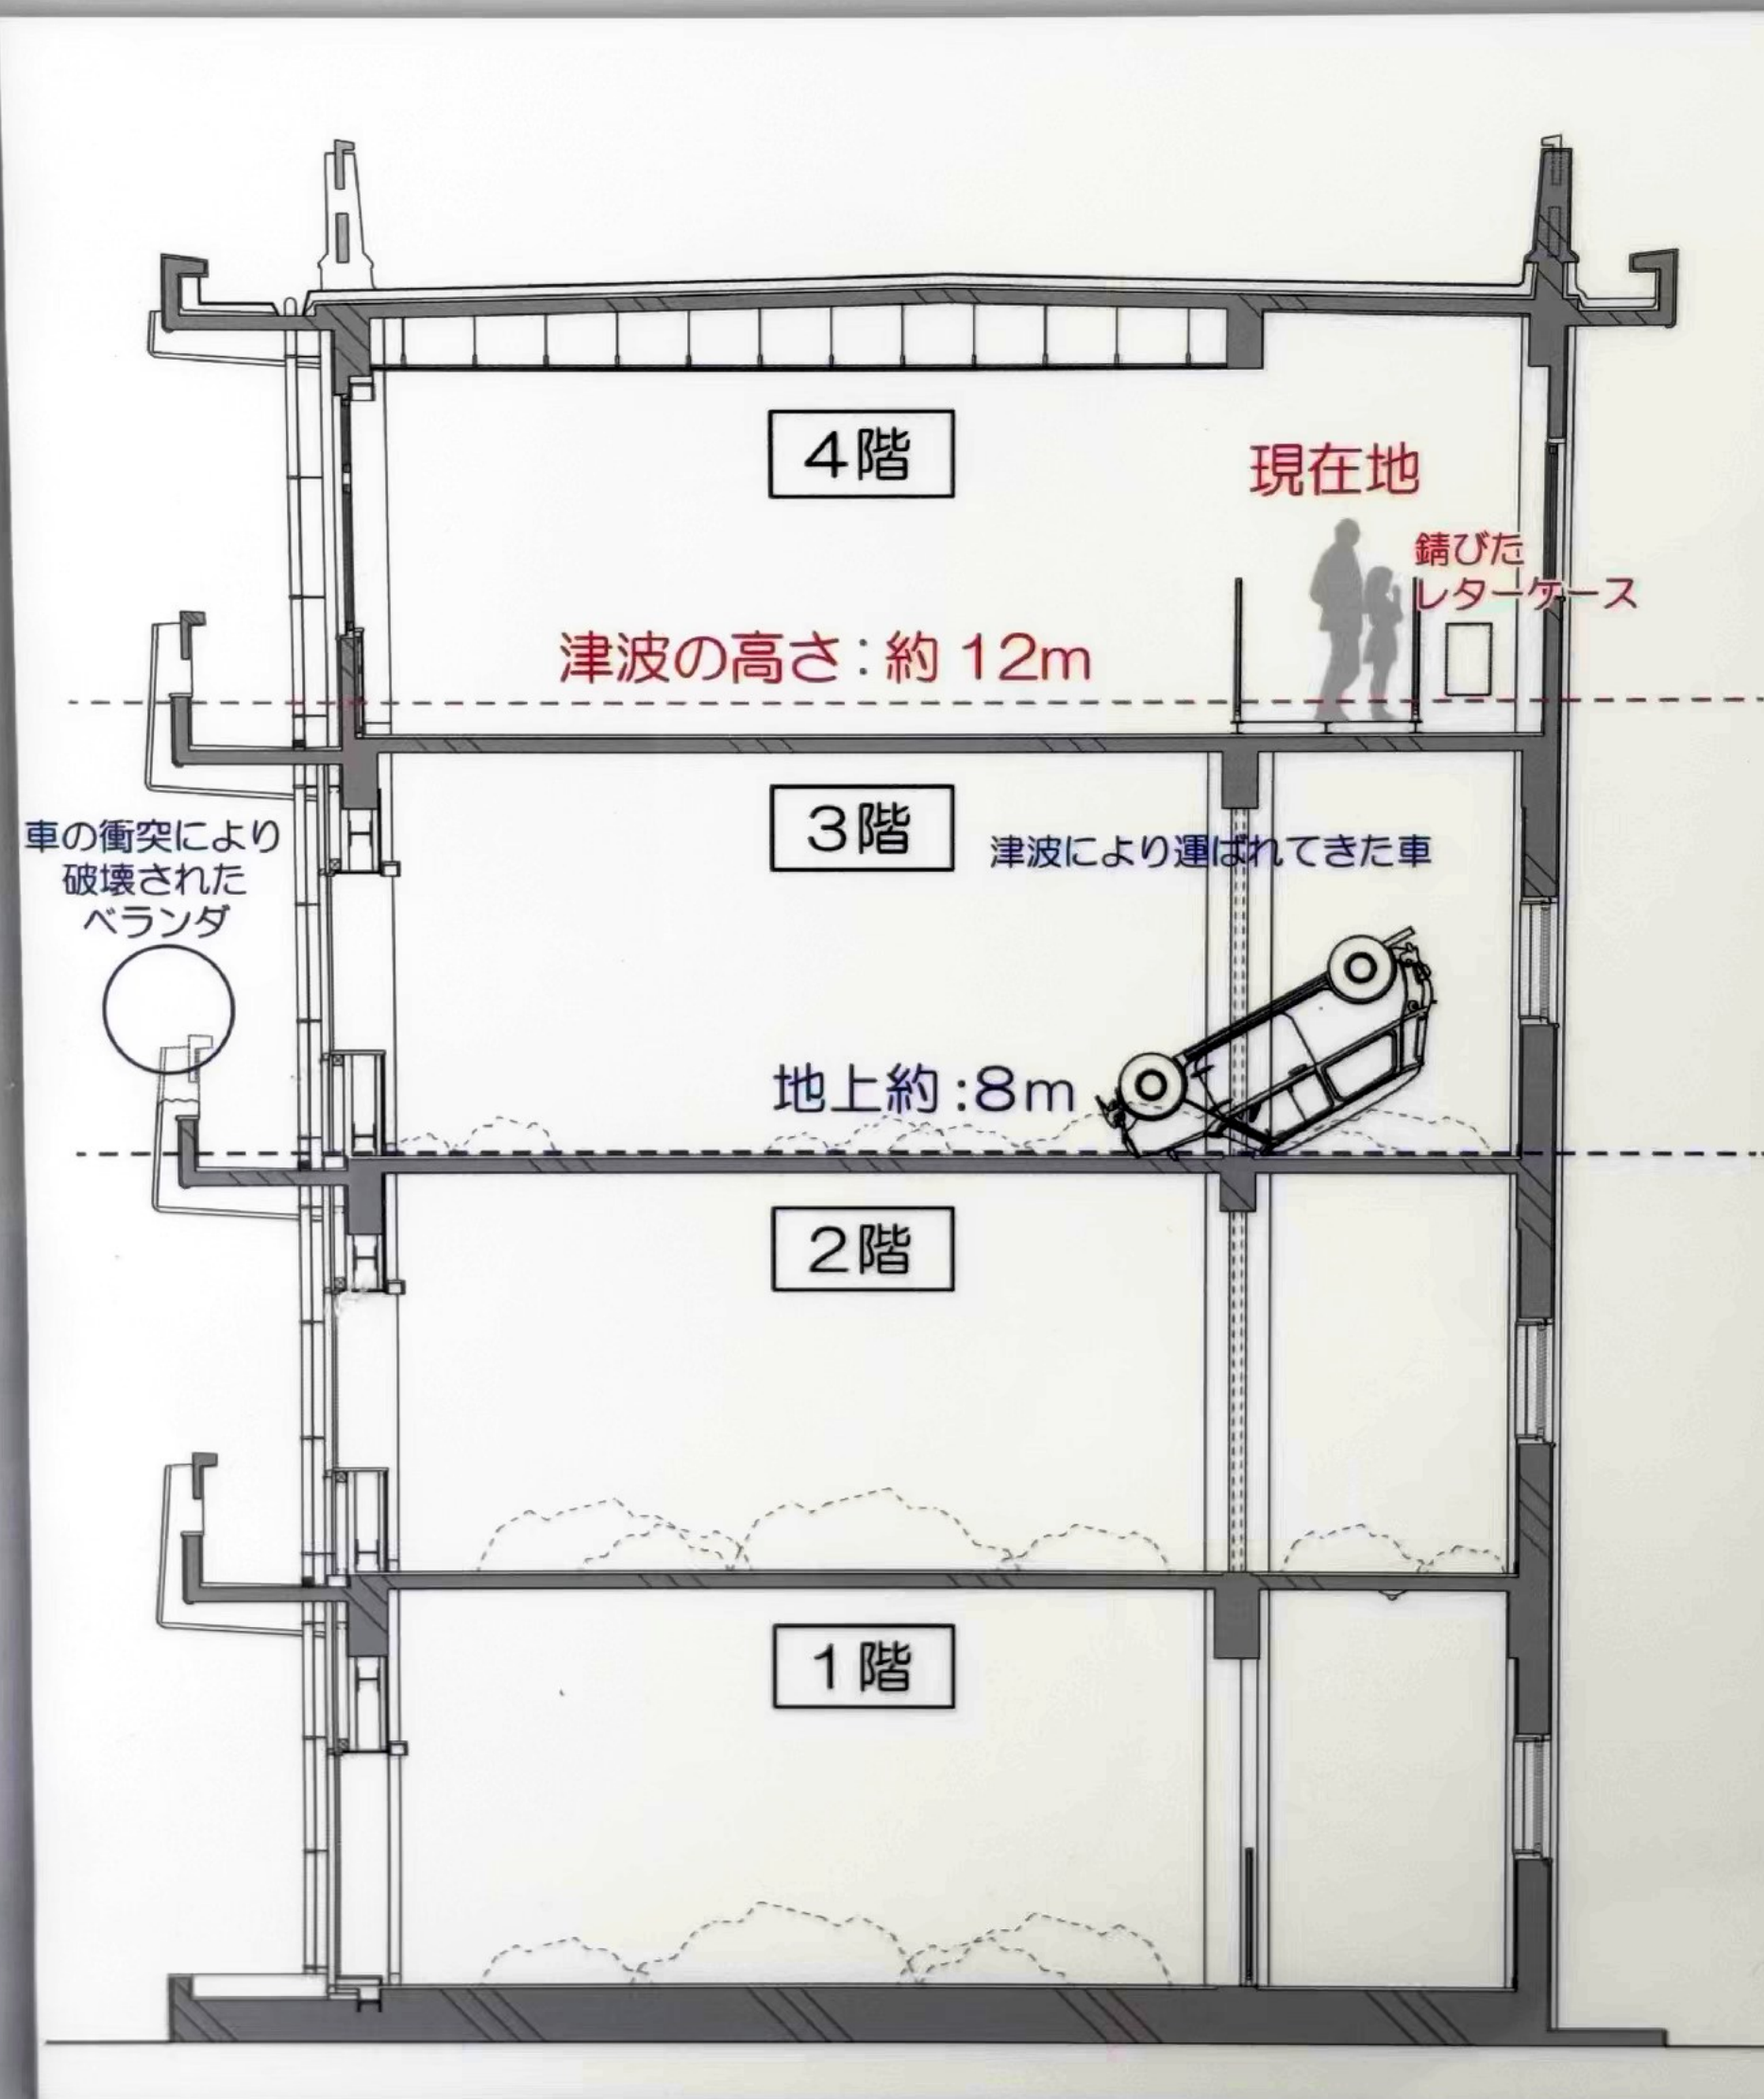 4階
現在地
錆びた
レターケース
津波の高さ：約 12m
3階
津波により運ばれてきた車
車の衝突により
破壊された
ベランダ
地上約：8m
2階
1階